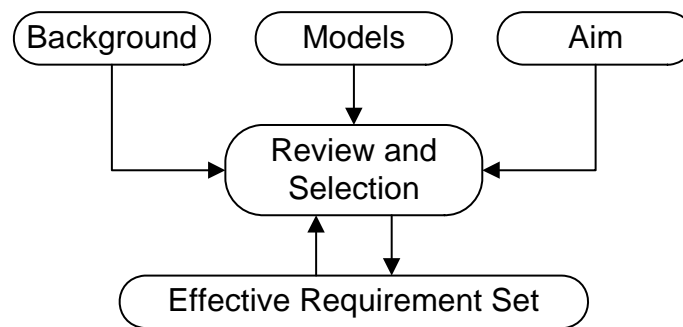 Background
Models
Aim
Review and
Selection
Effective Requirement Set